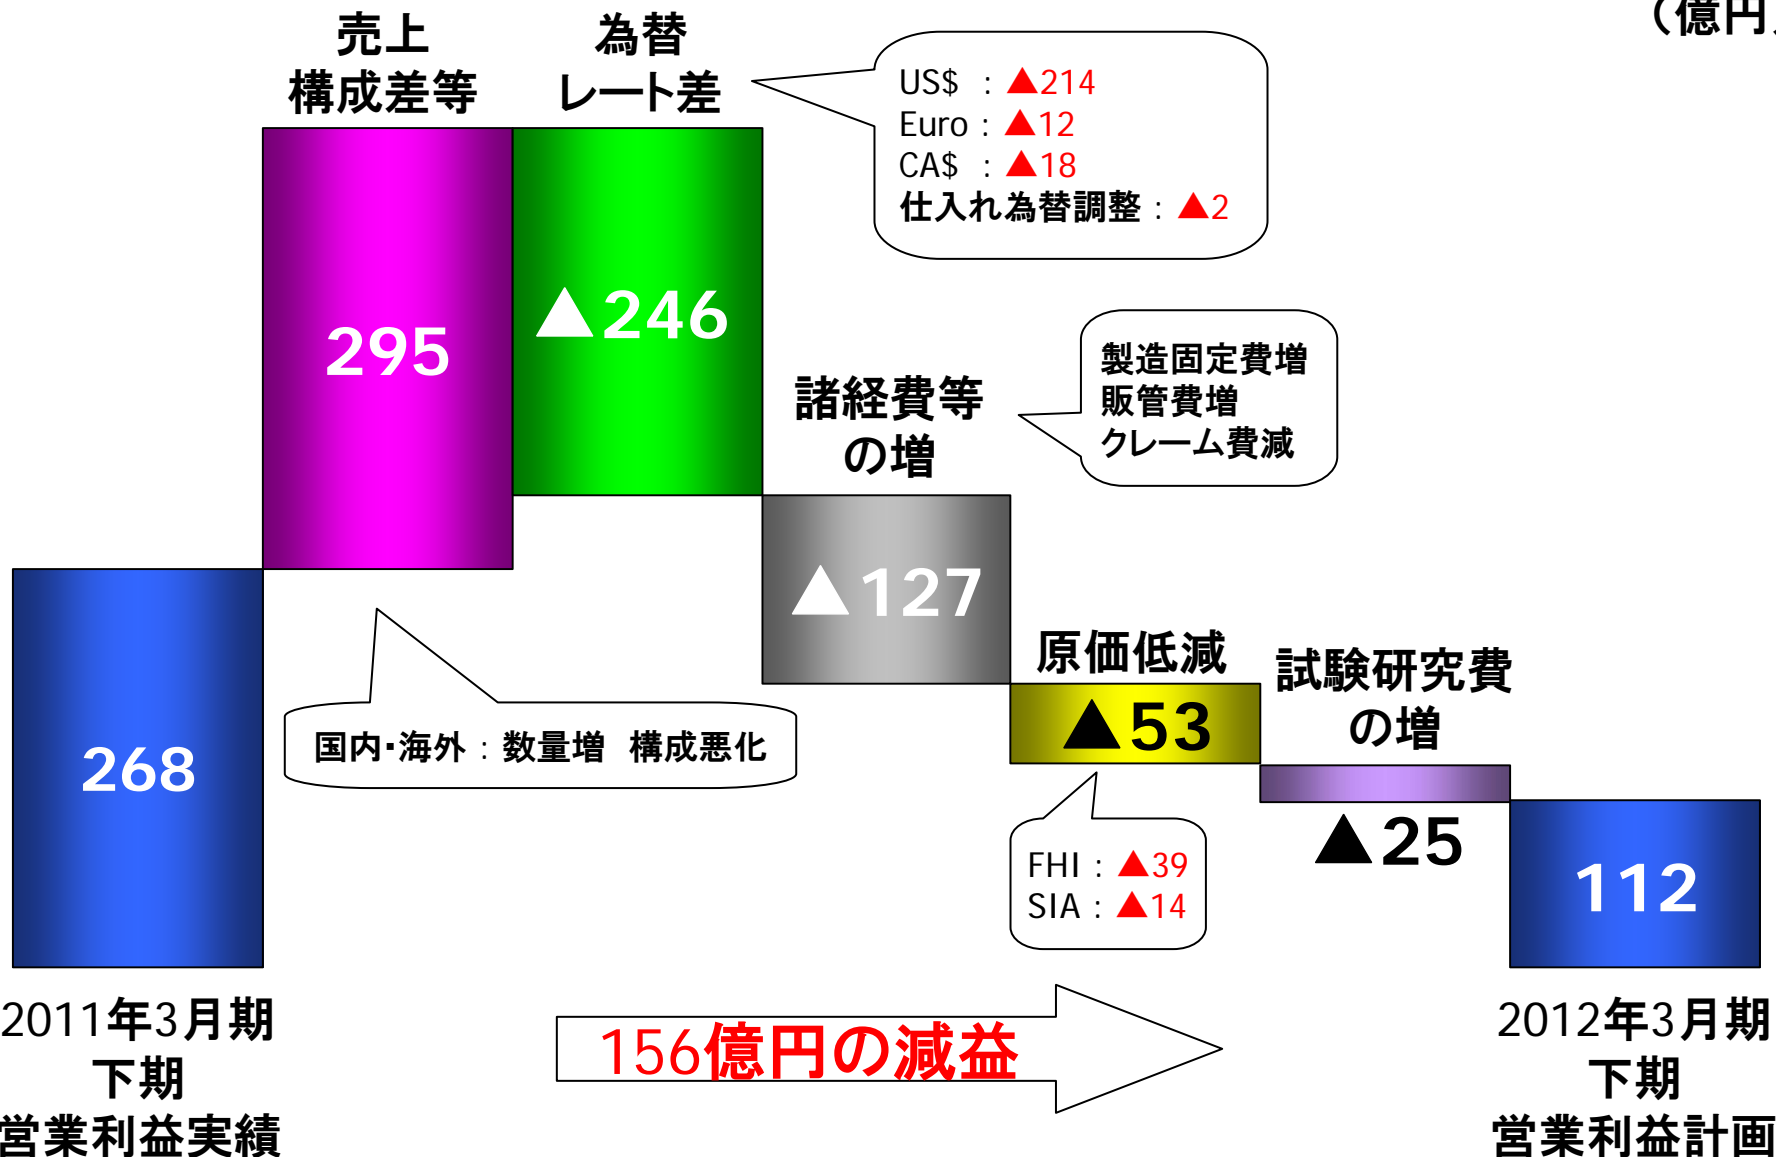 （億円
売上
構成差等
為替
レート差
US$ : ▲214
Euro : ▲12
CA$ : ▲18
仕入れ為替調整 : ▲2
295
▲246
諸経費等
の増
製造固定費増
販管費増
クレーム費減
▲127
原価低減
▲53
試験研究費
の増
▲25
国内・海外 : 数量増 構成悪化
FHI : ▲39
SIA : ▲14
268
112
2011年3月期
下期
営業利益実績
156億円の減益
2012年3月期
下期
営業利益計画